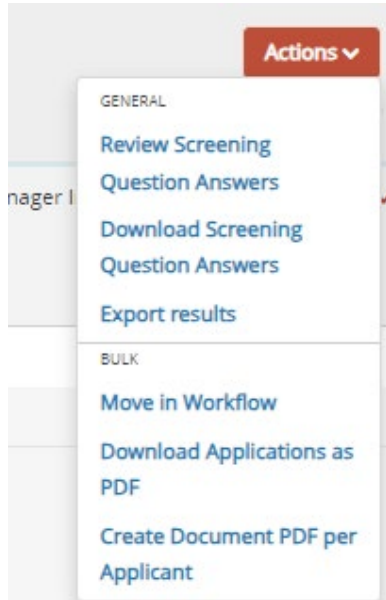 Actions
GENERAL
Review Screening
Question Answers
nager
Download Screening
Question Answers
Export results
BULK
Move in Workflow
Download Applications as
PDF
Create Document PDF per
Applicant